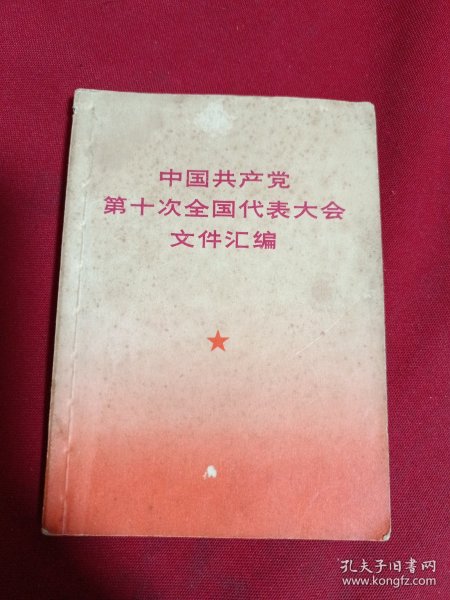 中国共产党
第十次全国代表大会
文件汇编
孔夫子旧书网
www.kongfz.com